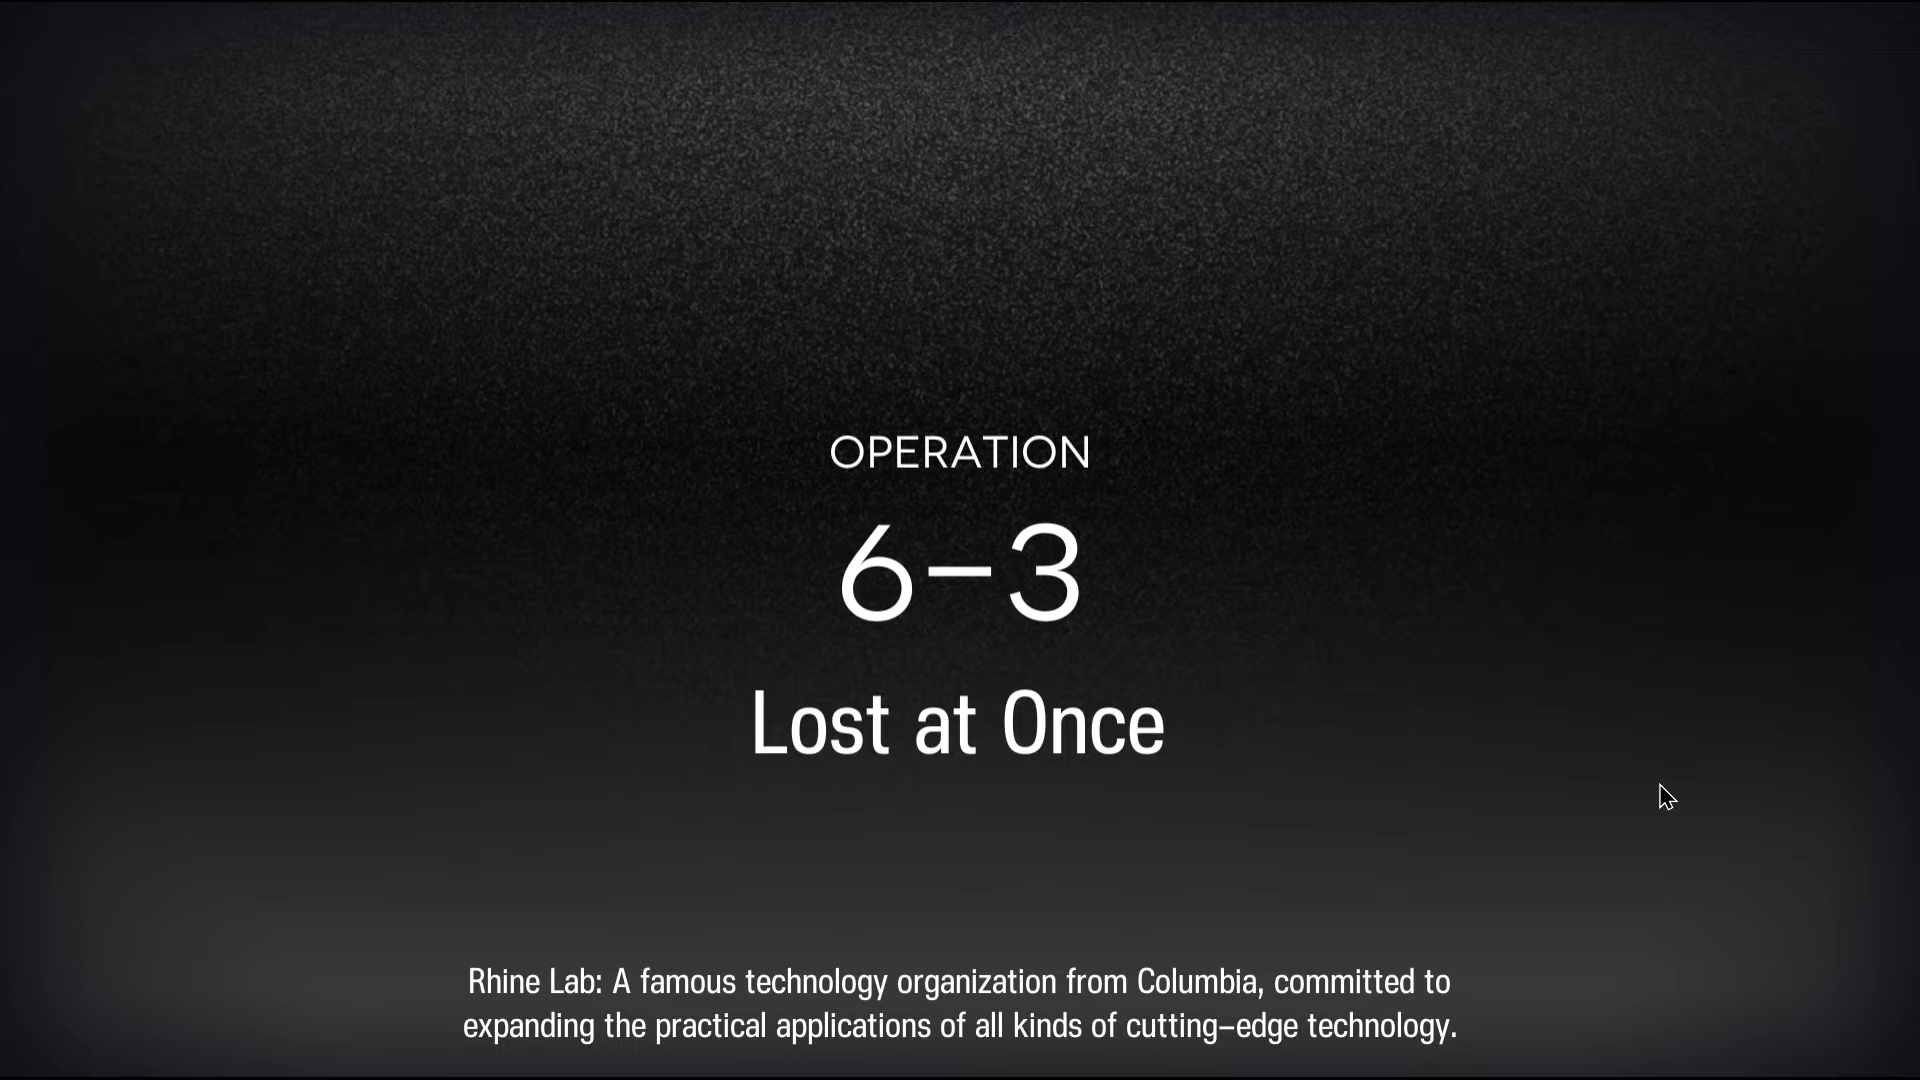 OPERATION
6-3
Lost at Once
Rhine Lab: A famous technology organization from Columbia, committed to
expanding the practical applications of all kinds of cutting-edge technology.